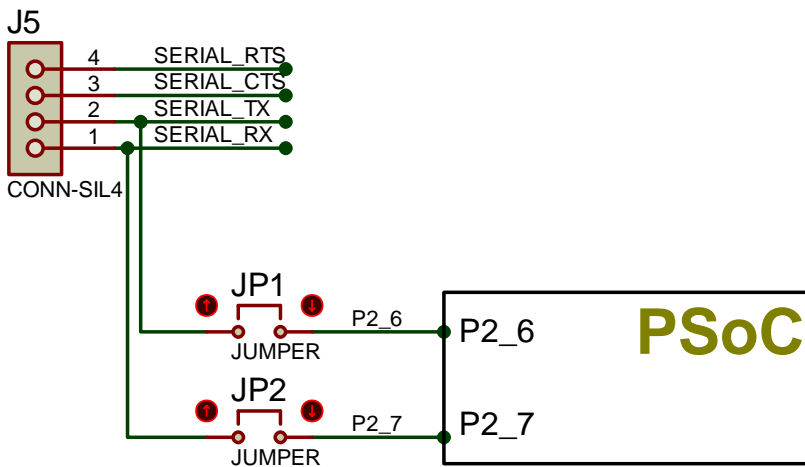 J5
4 SERIAL_RTS
3 SERIAL_CTS
2 SERIAL_TX
1 SERIAL_RX
CONN-SIL4
JP1
P2_6
P2_6
PSoC
JUMPER
JP2
P2_7
P2_7
JUMPER